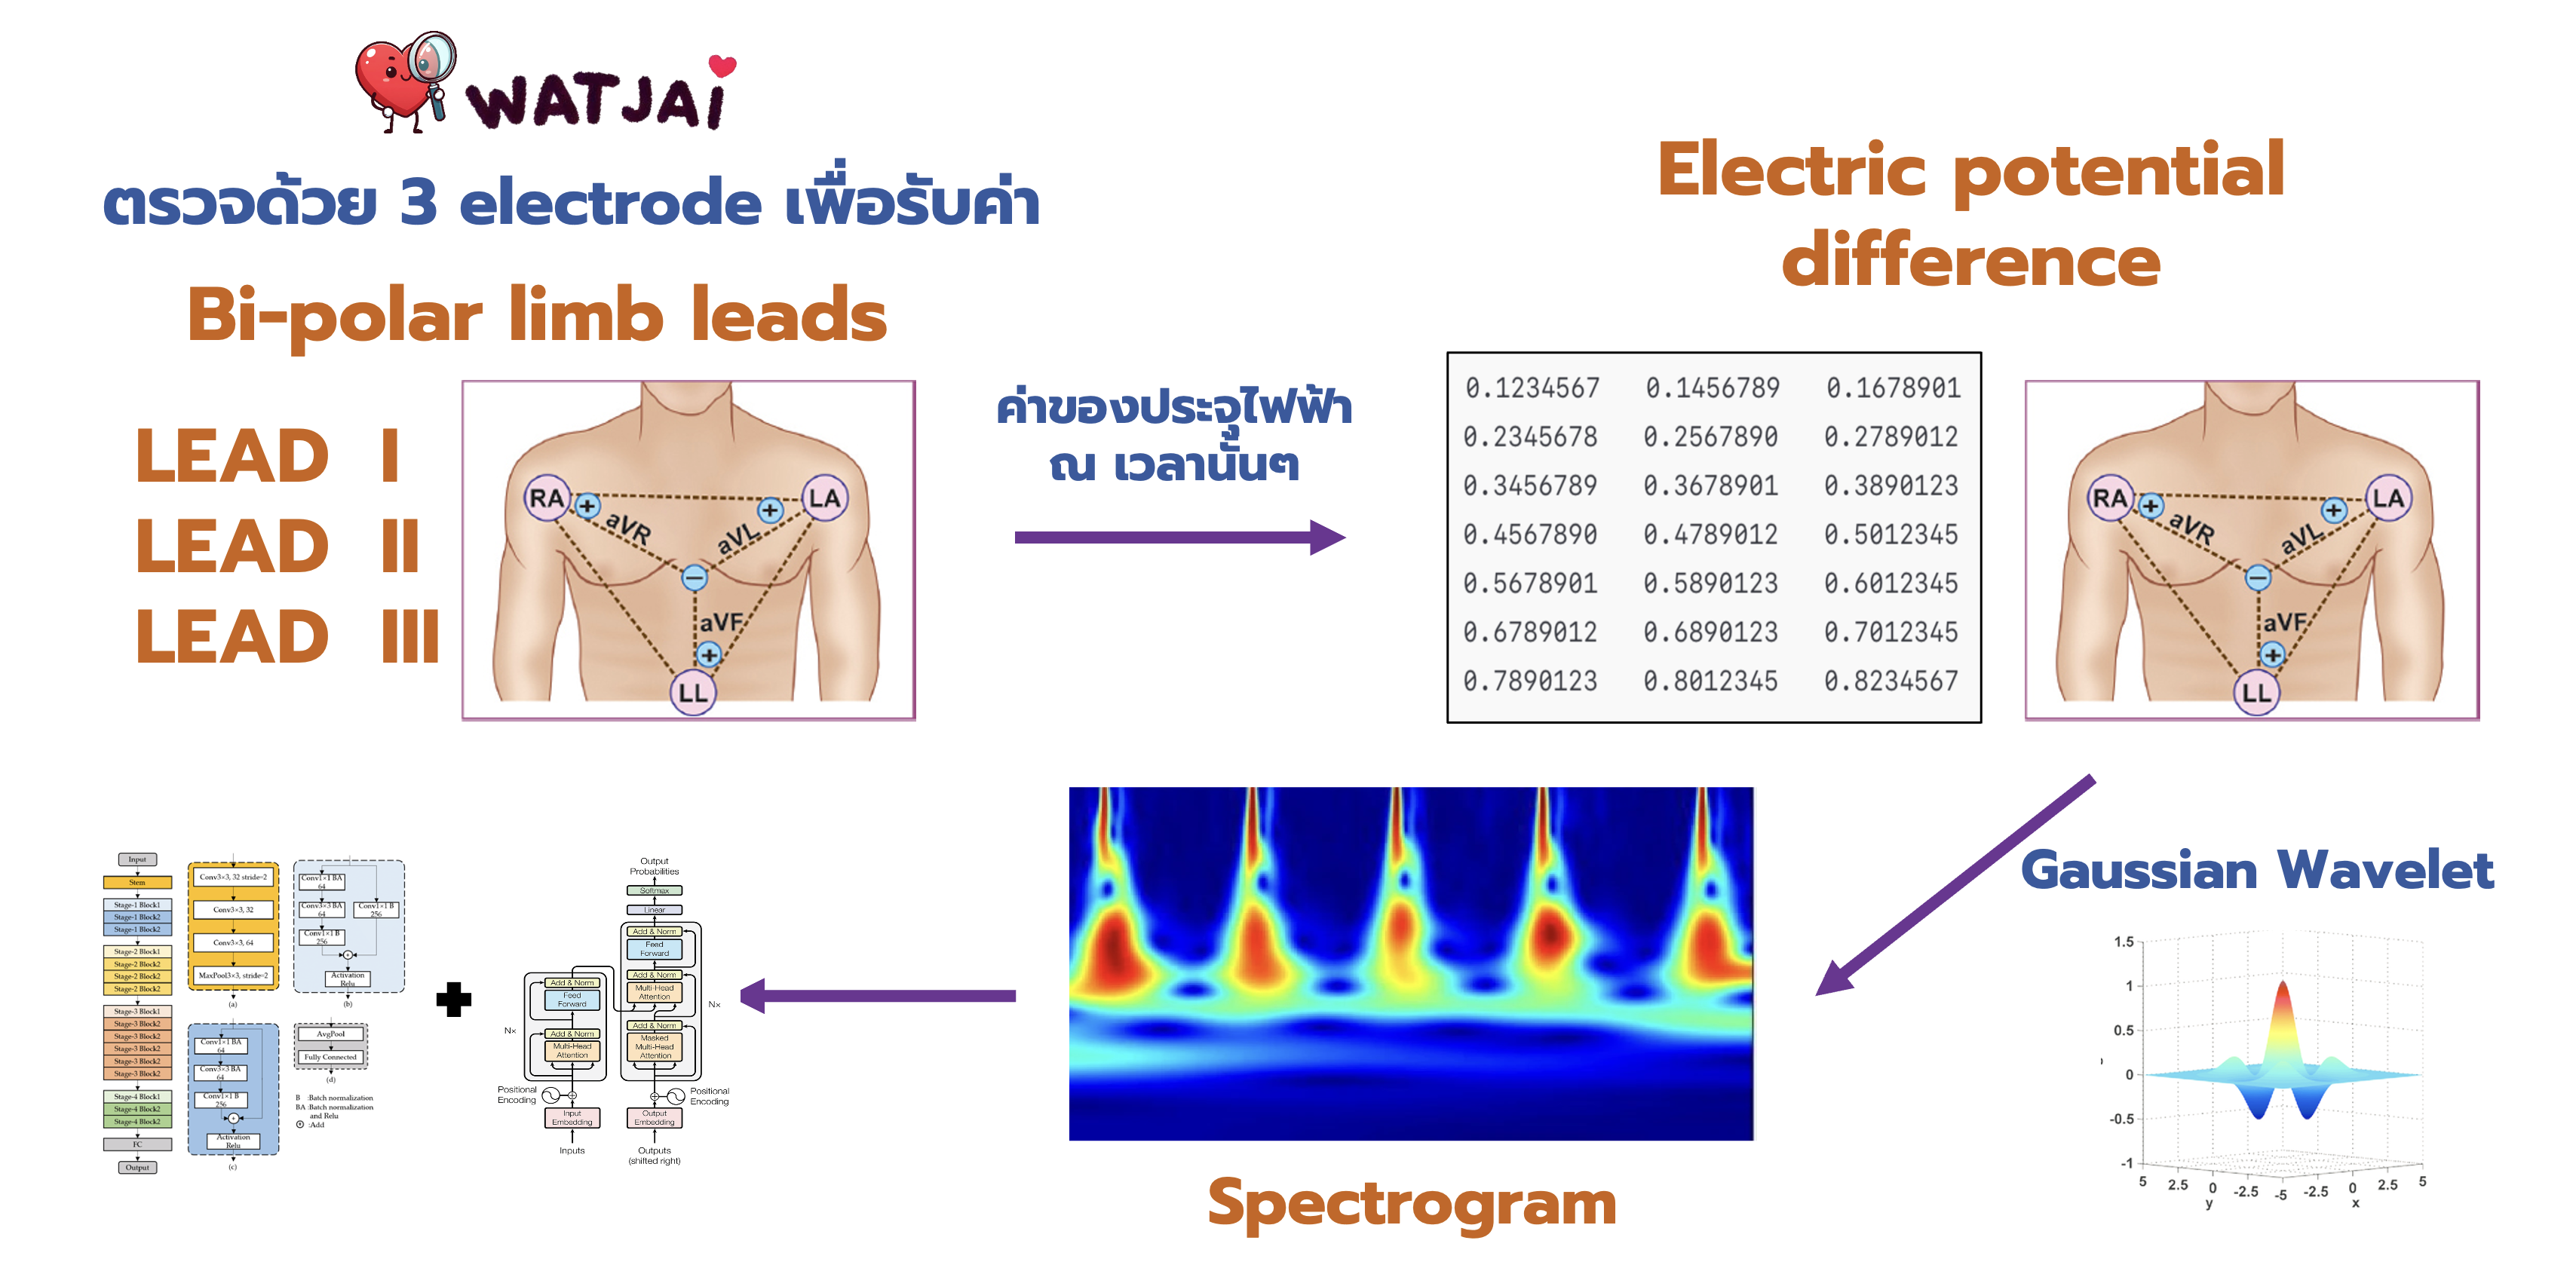 WATJAI
ตรวจด้วย 3 electrode เพื่อรับค่า
Bi-polar limb leads
LEAD I
LEAD II
LEAD III
RA
LA
aVR
aVL
aVF
LL
ค่าของประจุไฟฟ้า
ณ เวลานั้นๆ
Electric potential
difference
0.1234567 0.1456789 0.1678901
0.2345678 0.2567890 0.2789012
0.3456789 0.3678901 0.3890123
0.4567890 0.4789012 0.5012345
0.5678901 0.5890123 0.6012345
0.6789012 0.6890123 0.7012345
0.7890123 0.8012345 0.8234567
RA
LA
aVR
aVL
aVF
LL
Gaussian Wavelet
1.5
1
0.5
0
-0.5
-1
5 2.5 0 -2.5 -5 -2.5 0 2.5 5
y
x
Spectrogram
Output
Probabilities
Softmax
Linear
Add & Norm
Feed
Forward
Add & Norm
Multi-Head
Attention
Nx
Add & Norm
Masked
Multi-Head
Attention
Add & Norm
Feed
Forward
Nx
Add & Norm
Multi-Head
Attention
Positional
Encoding
Positional
Encoding
Input
Embedding
Output
Embedding
Inputs
Outputs
(shifted right)
Input
Stem
Stage-1 Block1
Stage-1 Block2
Stage-1 Block2
Stage-2 Block1
Stage-2 Block2
Stage-2 Block2
Stage-2 Block2
Stage-3 Block1
Stage-3 Block2
Stage-3 Block2
Stage-3 Block2
Stage-3 Block2
Stage-3 Block2
Stage-4 Block1
Stage-4 Block2
Stage-4 Block2
FC
Output
Conv3×3, 32 stride=2
Conv3×3, 32
Conv3×3, 64
MaxPool3×3, stride=2
(a)
Conv1×1 BA
64
Conv3×3 BA
64
Conv1×1 B
256
Conv1×1 B
256
Activation
Relu
(b)
Conv1×1 BA
64
Conv3×3 BA
64
Conv1×1 B
256
Activation
Relu
(c)
AvgPool
Fully Connected
(d)
B :Batch normalization
BA :Batch normalization
and Relu
:Add